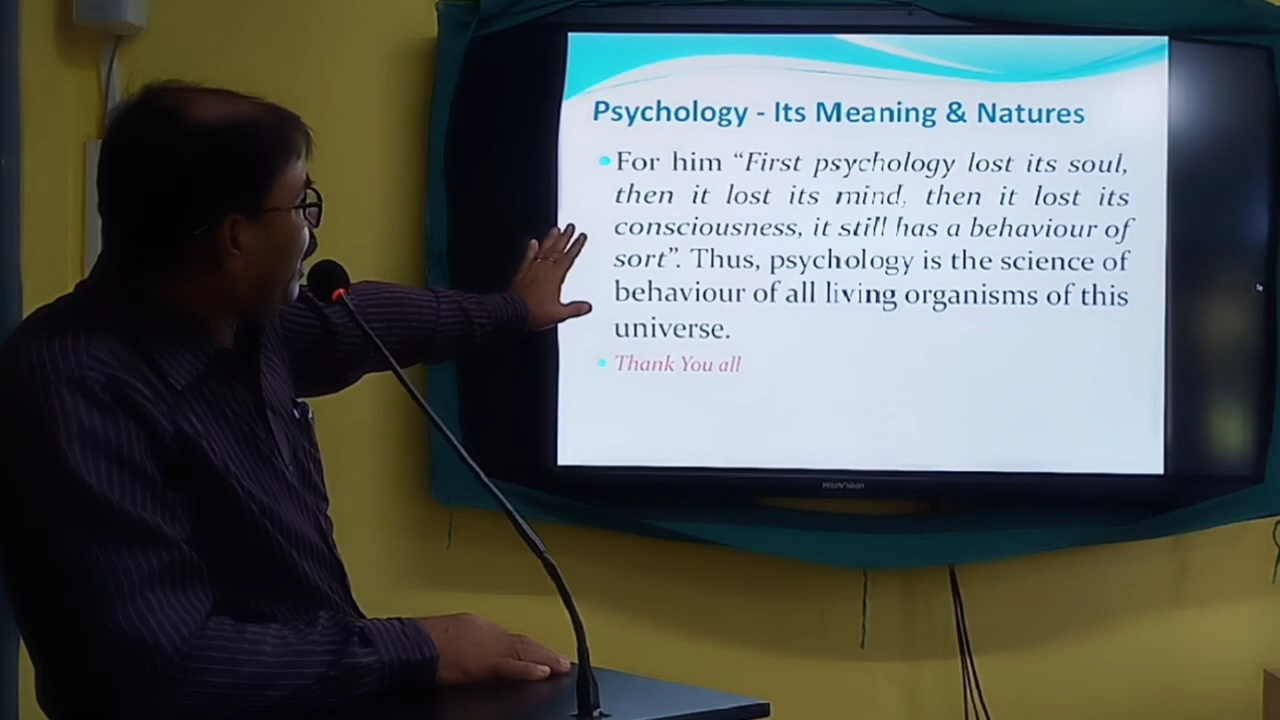 Psychology - Its Meaning & Natures
For him “First psychology lost its soul,
then it lost its mind, then it lost its
consciousness, it still has a behaviour of
sort”. Thus, psychology is the science of
behaviour of all living organisms of this
universe.
Thank You all